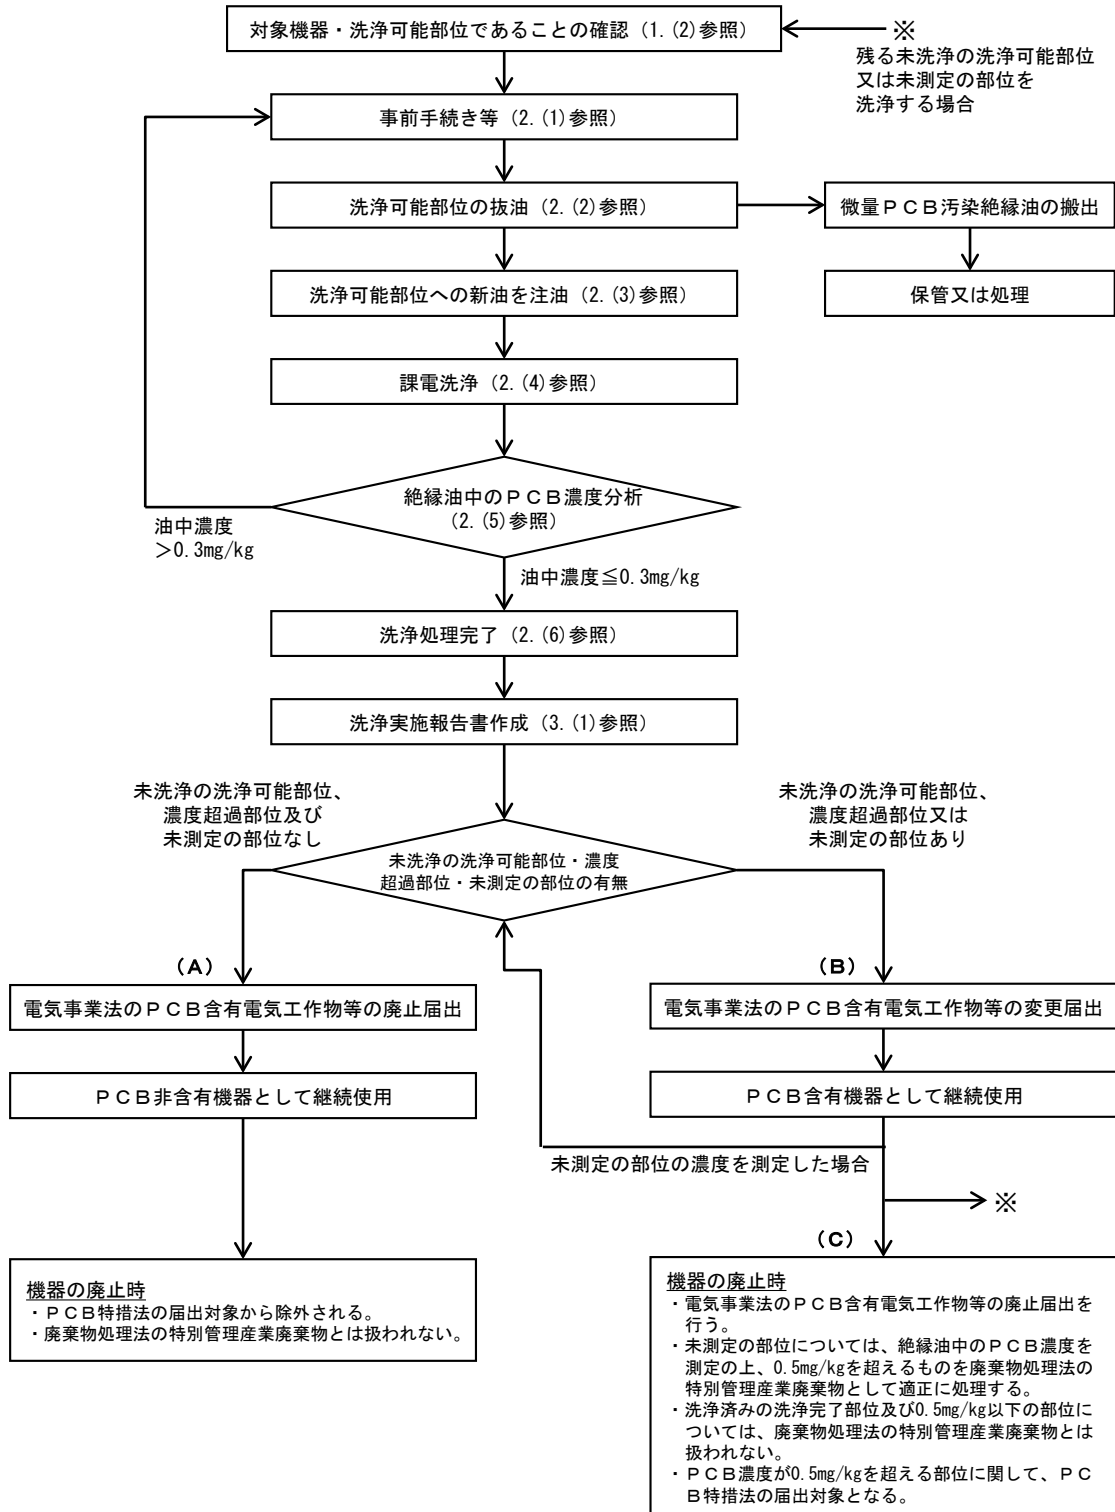 対象機器・洗浄可能部位であることの確認（1. (2)参照）
※
残る未洗浄の洗浄可能部位
又は未測定の部位を
洗浄する場合
事前手続き等（2. (1)参照）
洗浄可能部位の抜油（2. (2)参照）
微量ＰＣＢ汚染絶縁油の搬出
洗浄可能部位への新油を注油（2. (3)参照）
保管又は処理
課電洗浄（2. (4)参照）
絶縁油中のＰＣＢ濃度分析
（2. (5)参照）
油中濃度
＞0.3mg/kg
油中濃度≦0.3mg/kg
洗浄処理完了（2. (6)参照）
洗浄実施報告書作成（3. (1)参照）
未洗浄の洗浄可能部位、
濃度超過部位及び
未測定の部位なし
未洗浄の洗浄可能部位、
濃度超過部位又は
未測定の部位あり
未洗浄の洗浄可能部位・濃度
超過部位・未測定の部位の有無
（A）
（B）
電気事業法のＰＣＢ含有電気工作物等の廃止届出
電気事業法のＰＣＢ含有電気工作物等の変更届出
ＰＣＢ非含有機器として継続使用
ＰＣＢ含有機器として継続使用
未測定の部位の濃度を測定した場合
※
（C）
機器の廃止時
・ＰＣＢ特措法の届出対象から除外される。
・廃棄物処理法の特別管理産業廃棄物とは扱われない。
機器の廃止時
・電気事業法のＰＣＢ含有電気工作物等の廃止届出を
行う。
・未測定の部位については、絶縁油中のＰＣＢ濃度を
測定の上、0.5mg/kgを超えるものを廃棄物処理法の
特別管理産業廃棄物として適正に処理する。
・洗浄済みの洗浄完了部位及び0.5mg/kg以下の部位に
ついては、廃棄物処理法の特別管理産業廃棄物とは
扱われない。
・ＰＣＢ濃度が0.5mg/kgを超える部位に関して、ＰＣ
Ｂ特措法の届出対象となる。